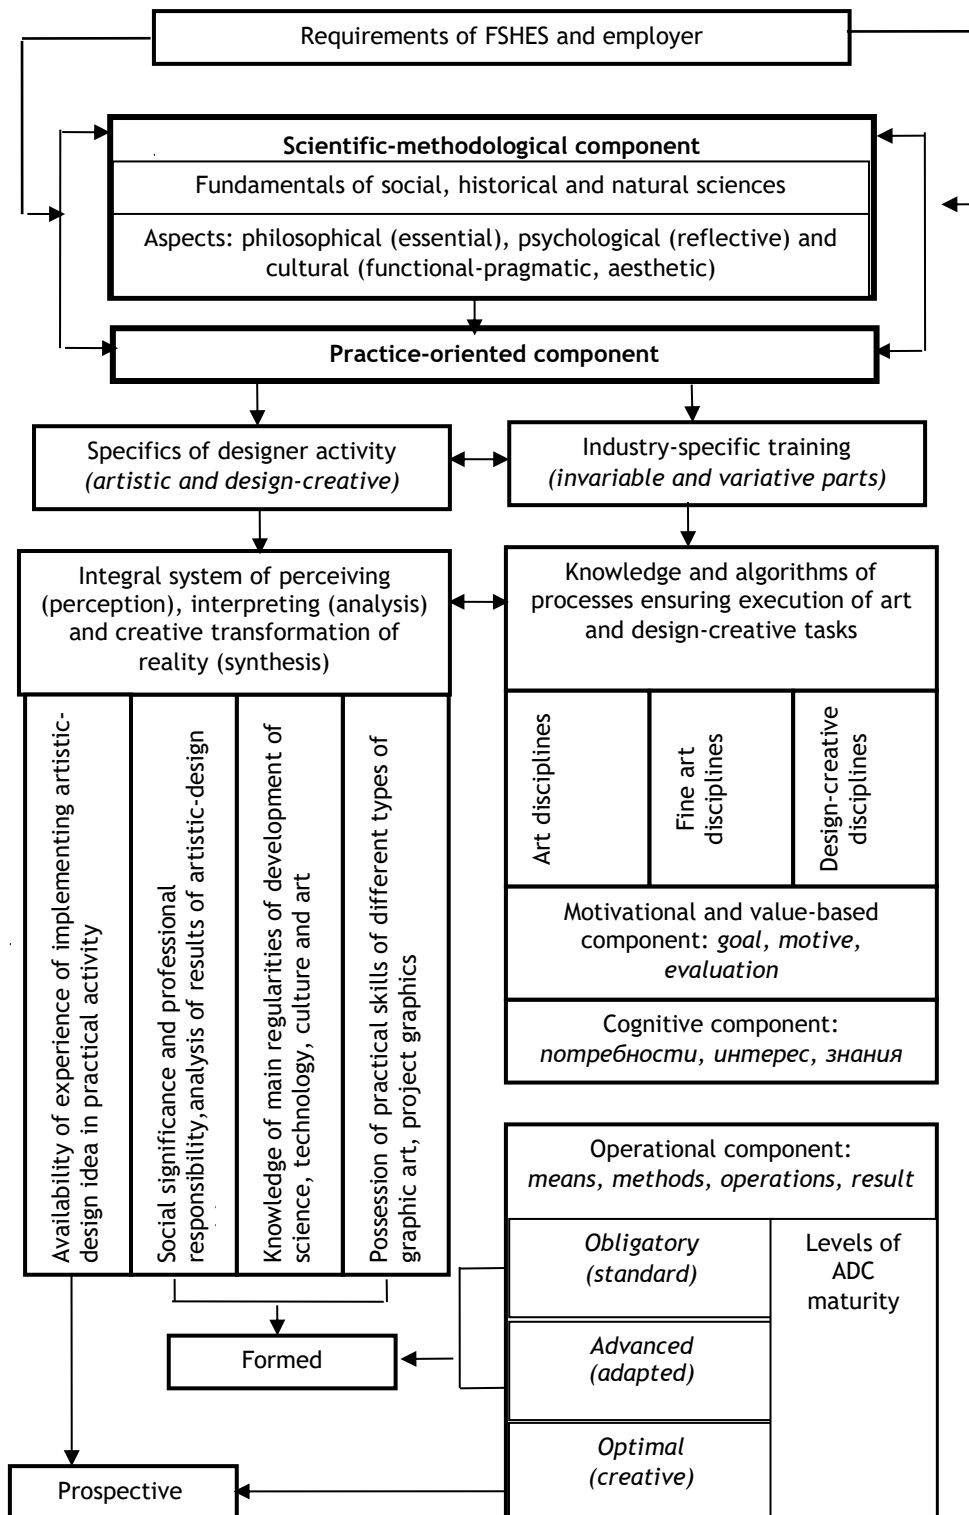 Requirements of FSHES and employer
Scientific-methodological component
Fundamentals of social, historical and natural sciences
Aspects: philosophical (essential), psychological (reflective) and
cultural (functional-pragmatic, aesthetic)
Practice-oriented component
Specifics of designer activity
(artistic and design-creative)
Industry-specific training
(invariable and variative parts)
Integral system of perceiving
(perception), interpreting (analysis)
and creative transformation of
reality (synthesis)
Knowledge and algorithms of
processes ensuring execution of art
and design-creative tasks
Availability of experience of implementing artistic-
design idea in practical activity
Social significance and professional
responsibility,analysis of results of artistic-design
Knowledge of main regularities of development of
science, technology, culture and art
Possession of practical skills of different types of
graphic art, project graphics
Art disciplines
Fine art
disciplines
Design-creative
disciplines
Motivational and value-based
component: goal, motive,
evaluation
Cognitive component:
потребности, интерес, знания
Operational component:
means, methods, operations, result
Obligatory
(standard)
Levels of
ADC
maturity
Advanced
(adapted)
Optimal
(creative)
Formed
Prospective